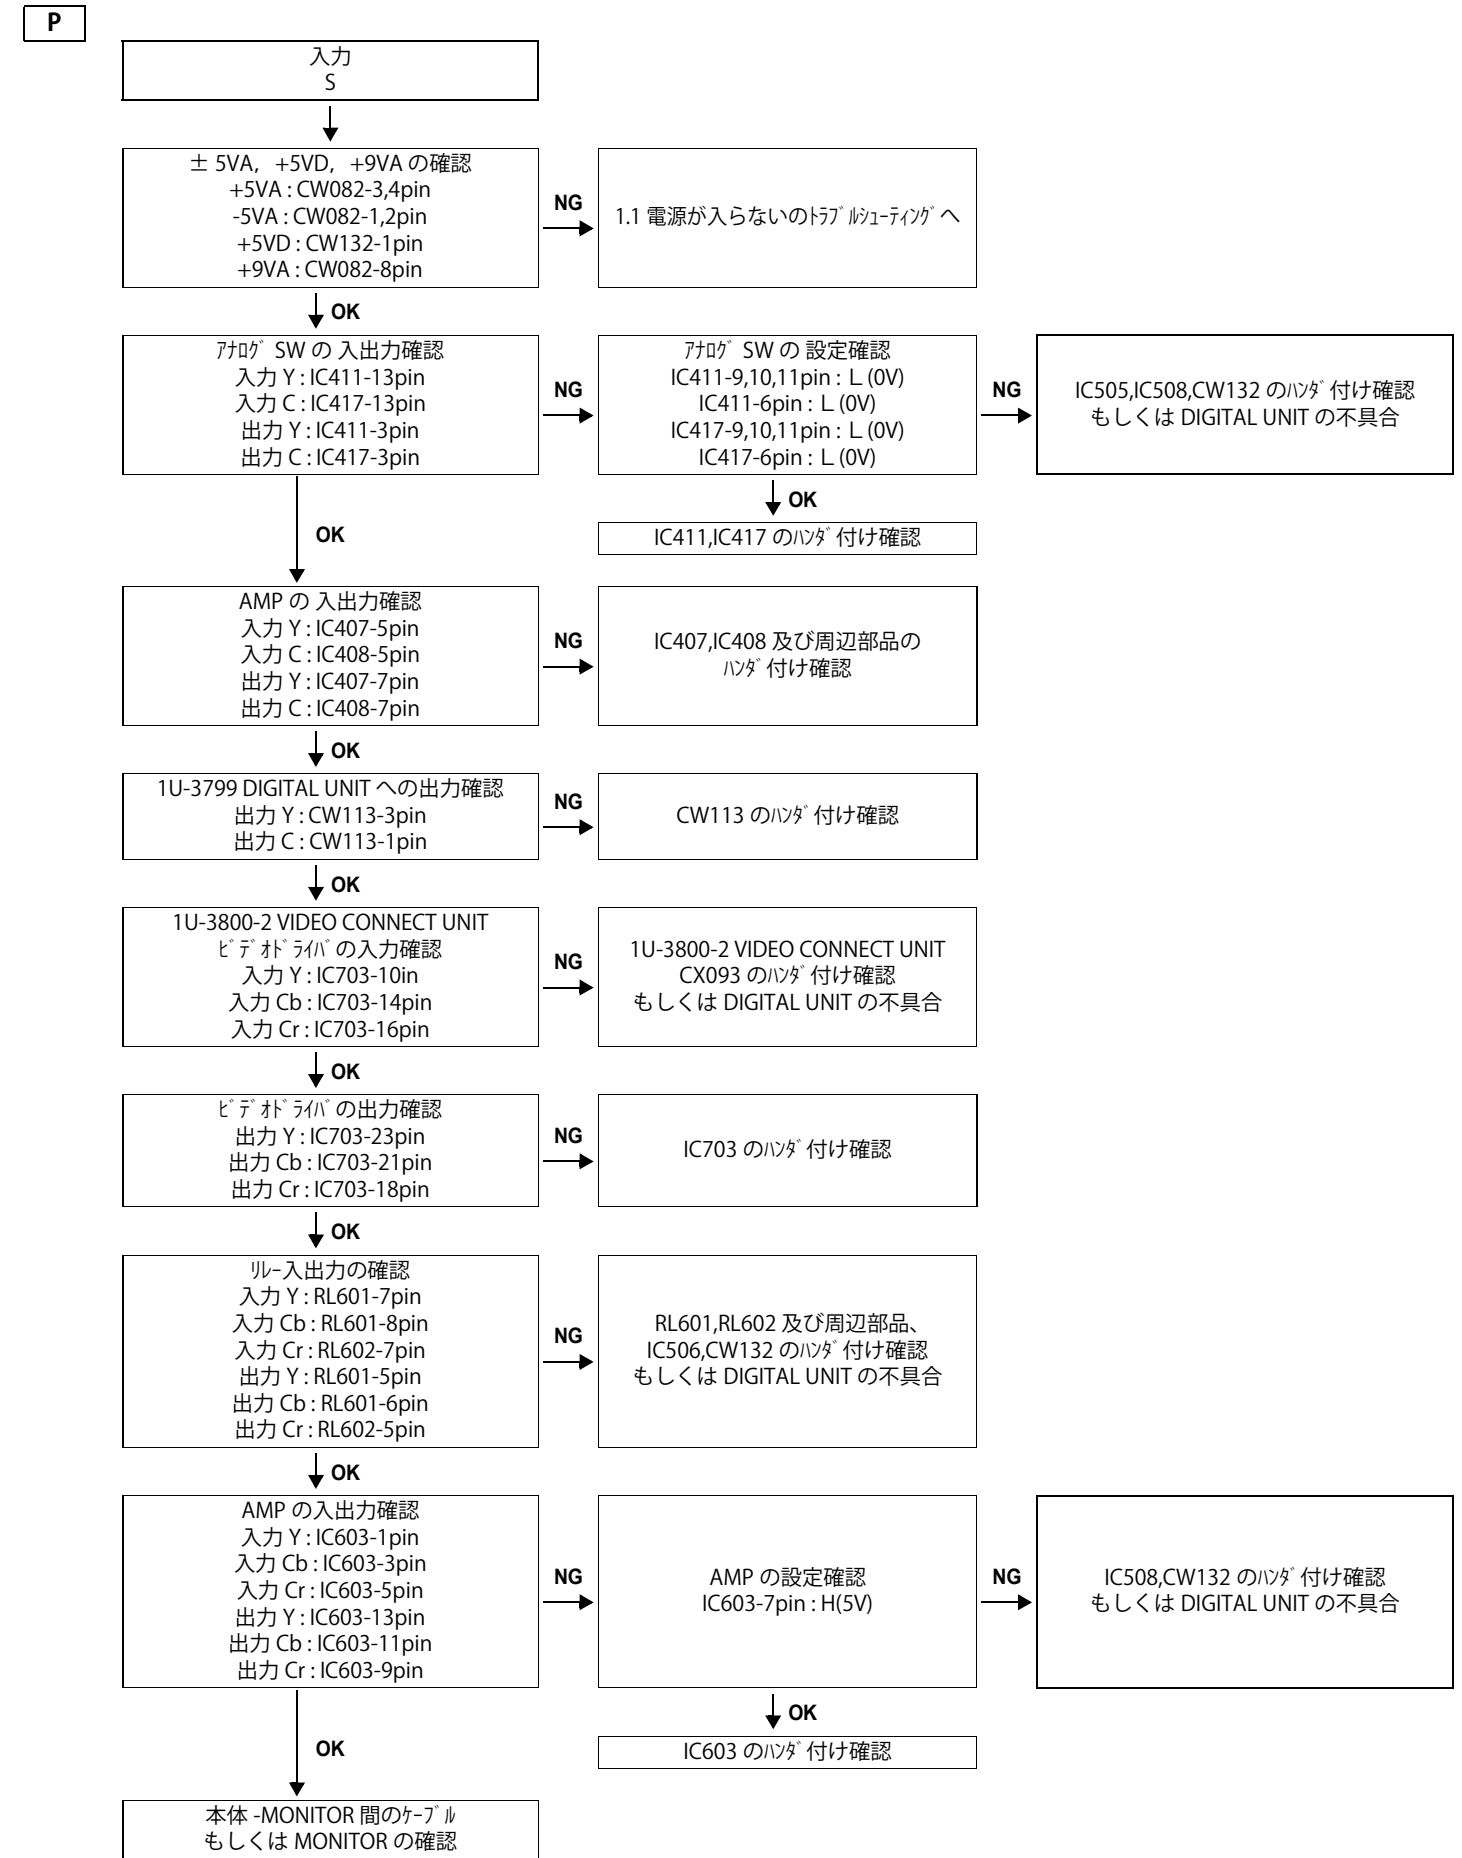 P
入力
S
± 5VA, +5VD, +9VA の確認
+5VA : CW082-3,4pin
-5VA : CW082-1,2pin
+5VD : CW132-1pin
+9VA : CW082-8pin
NG
1.1 電源が入らないのﾄﾗﾌﾞﾙｼｭｰﾃｨﾝｸﾞへ
OK
ｱﾅﾛｸﾞ SW の 入出力確認
入力 Y : IC411-13pin
入力 C : IC417-13pin
出力 Y : IC411-3pin
出力 C : IC417-3pin
NG
ｱﾅﾛｸﾞ SW の 設定確認
IC411-9,10,11pin : L (0V)
IC411-6pin : L (0V)
IC417-9,10,11pin : L (0V)
IC417-6pin : L (0V)
NG
IC505,IC508,CW132 のﾊﾝﾀﾞ付け確認
もしくは DIGITAL UNIT の不具合
OK
IC411,IC417 のﾊﾝﾀﾞ付け確認
OK
AMP の 入出力確認
入力 Y : IC407-5pin
入力 C : IC408-5pin
出力 Y : IC407-7pin
出力 C : IC408-7pin
NG
IC407,IC408 及び周辺部品の
ﾊﾝﾀﾞ付け確認
OK
1U-3799 DIGITAL UNIT への出力確認
出力 Y : CW113-3pin
出力 C : CW113-1pin
NG
CW113 のﾊﾝﾀﾞ付け確認
OK
1U-3800-2 VIDEO CONNECT UNIT
ﾋﾞﾃﾞｵﾄﾞﾗｲﾊﾞの入力確認
入力 Y : IC703-10in
入力 Cb : IC703-14pin
入力 Cr : IC703-16pin
NG
1U-3800-2 VIDEO CONNECT UNIT
CX093 のﾊﾝﾀﾞ付け確認
もしくは DIGITAL UNIT の不具合
OK
ﾋﾞﾃﾞｵﾄﾞﾗｲﾊﾞの出力確認
出力 Y : IC703-23pin
出力 Cb : IC703-21pin
出力 Cr : IC703-18pin
NG
IC703 のﾊﾝﾀﾞ付け確認
OK
ﾘﾚｰ入出力の確認
入力 Y : RL601-7pin
入力 Cb : RL601-8pin
入力 Cr : RL602-7pin
出力 Y : RL601-5pin
出力 Cb : RL601-6pin
出力 Cr : RL602-5pin
NG
RL601,RL602 及び周辺部品、
IC506,CW132 のﾊﾝﾀﾞ付け確認
もしくは DIGITAL UNIT の不具合
OK
AMP の入出力確認
入力 Y : IC603-1pin
入力 Cb : IC603-3pin
入力 Cr : IC603-5pin
出力 Y : IC603-13pin
出力 Cb : IC603-11pin
出力 Cr : IC603-9pin
NG
AMP の設定確認
IC603-7pin : H(5V)
NG
IC508,CW132 のﾊﾝﾀﾞ付け確認
もしくは DIGITAL UNIT の不具合
OK
IC603 のﾊﾝﾀﾞ付け確認
OK
本体 -MONITOR 間のｹｰﾌﾞﾙ
もしくは MONITOR の確認